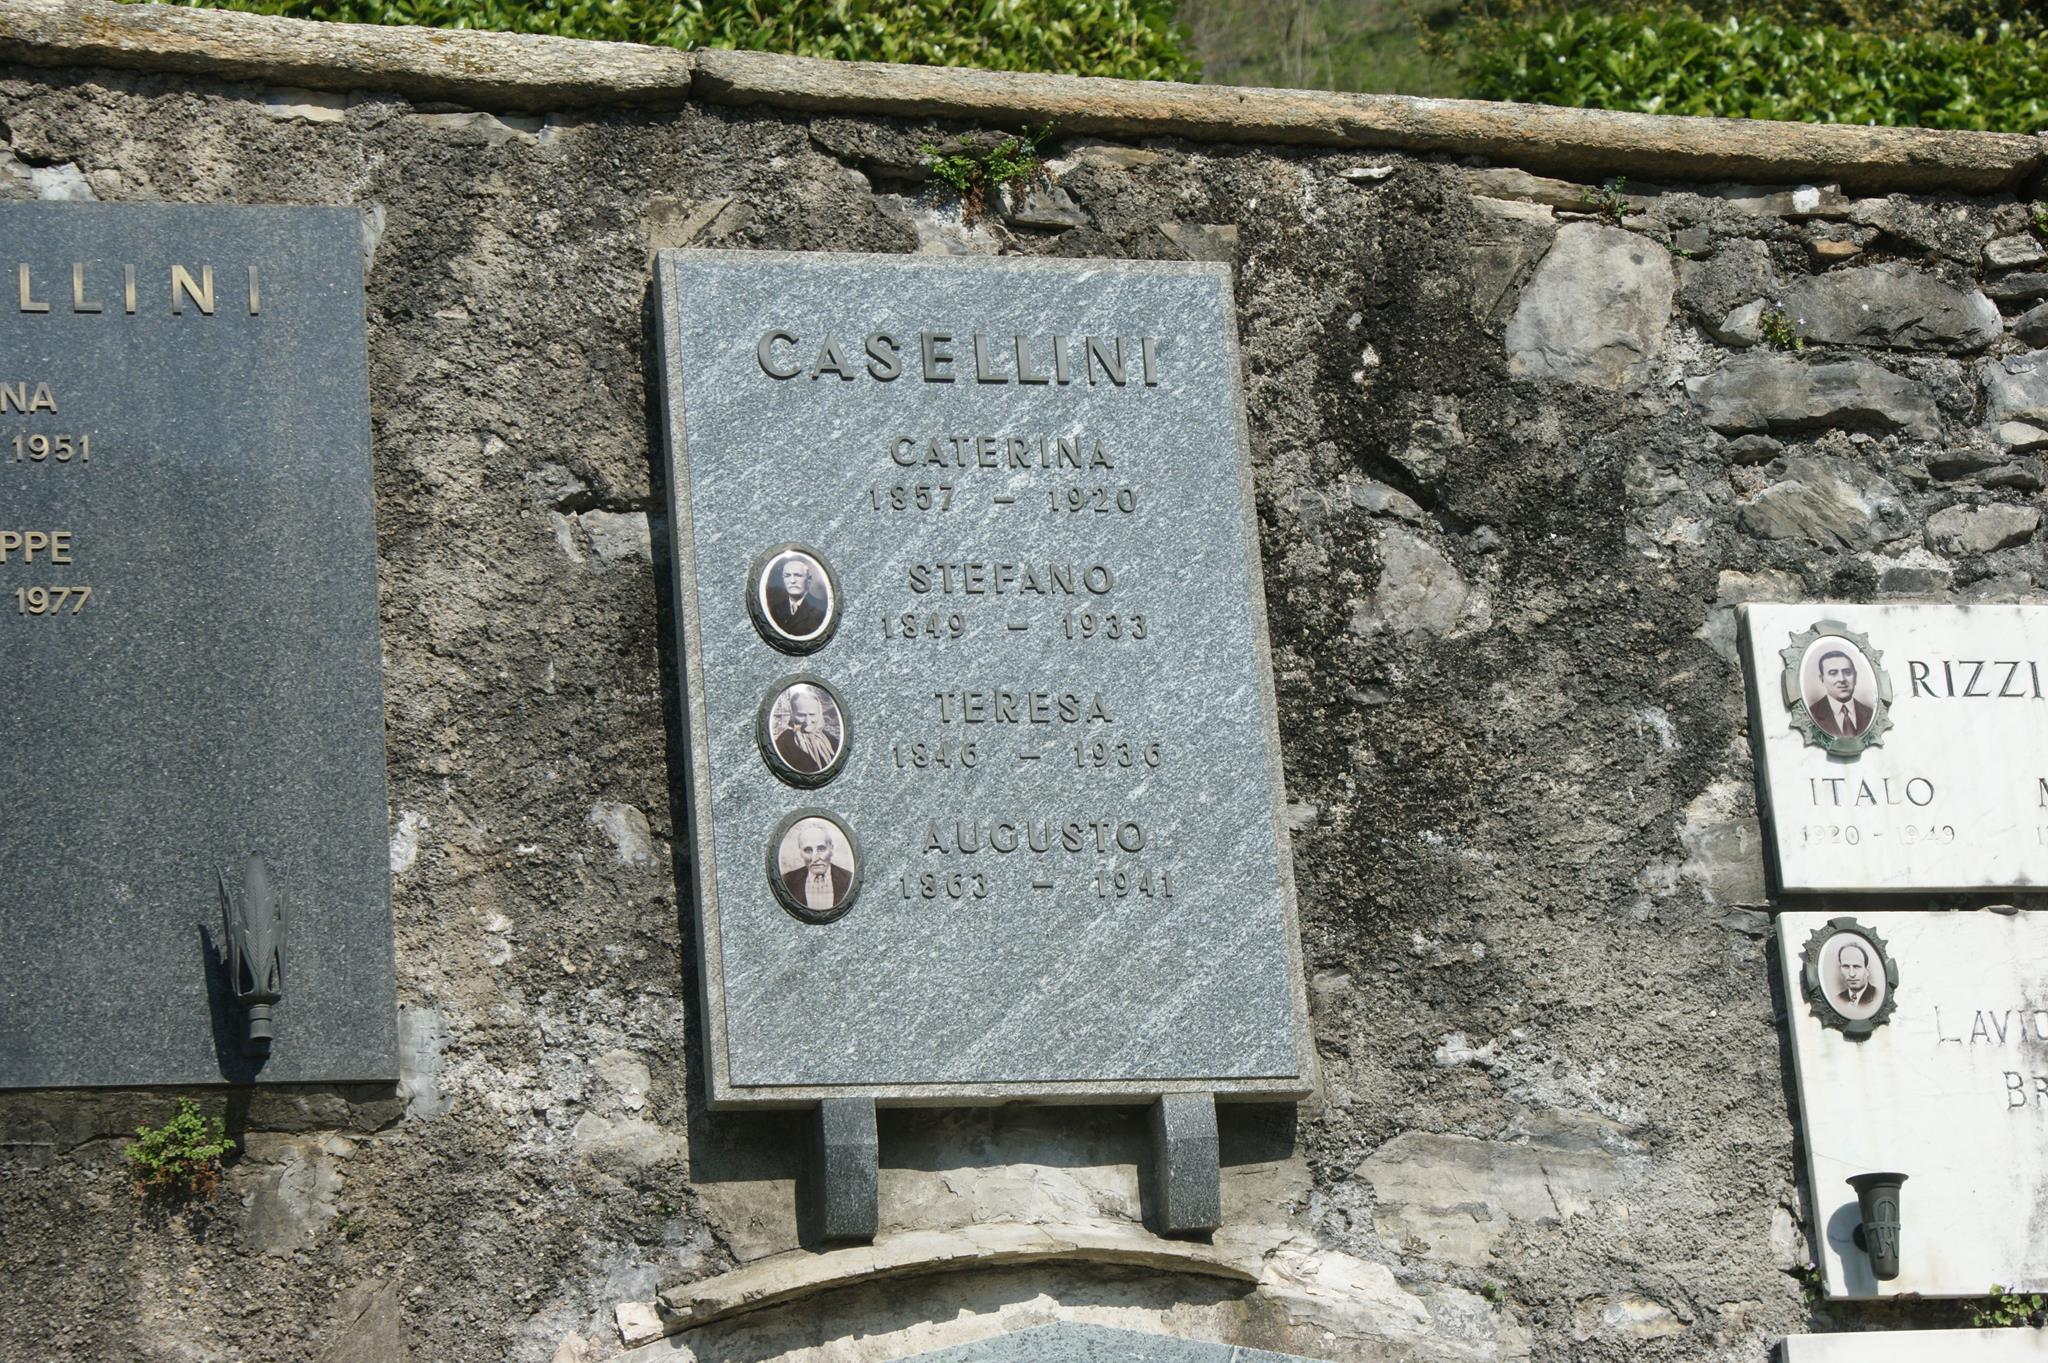 LLINI
NA
1951
PPE
1977
CASELLINI
CATERINA
1857 - 1920
STEFANO
1849 - 1933
TERESA
1846 - 1936
AUGUSTO
1863 - 1941
RIZZI
ITALO
1920 - 1949